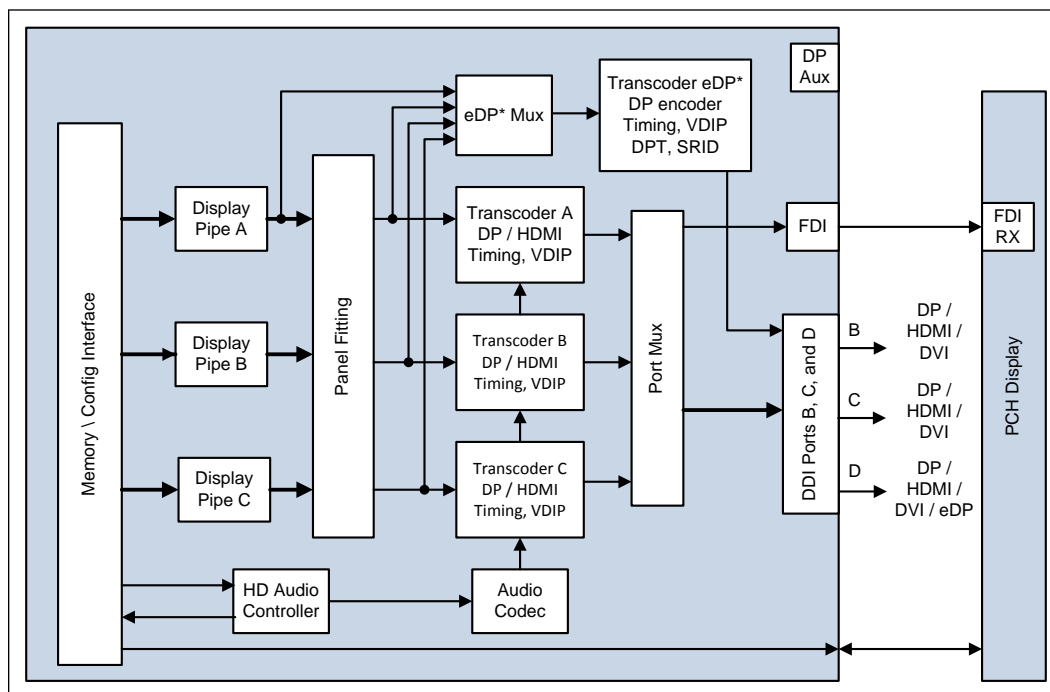 DP
Aux
Transcoder eDP*
DP encoder
Timing, VDIP
DPT, SRID
eDP* Mux
Memory \ Config Interface
Display
Pipe A
Display
Pipe B
Display
Pipe C
Panel Fitting
Transcoder A
DP / HDMI
Timing, VDIP
Transcoder B
DP / HDMI
Timing, VDIP
Transcoder C
DP / HDMI
Timing, VDIP
HD Audio
Controller
Audio
Codec
Port Mux
FDI
DDI Ports B, C, and D
B
DP /
HDMI /
DVI
C
DP /
HDMI /
DVI
D
DP /
HDMI /
DVI / eDP
FDI
RX
PCH Display